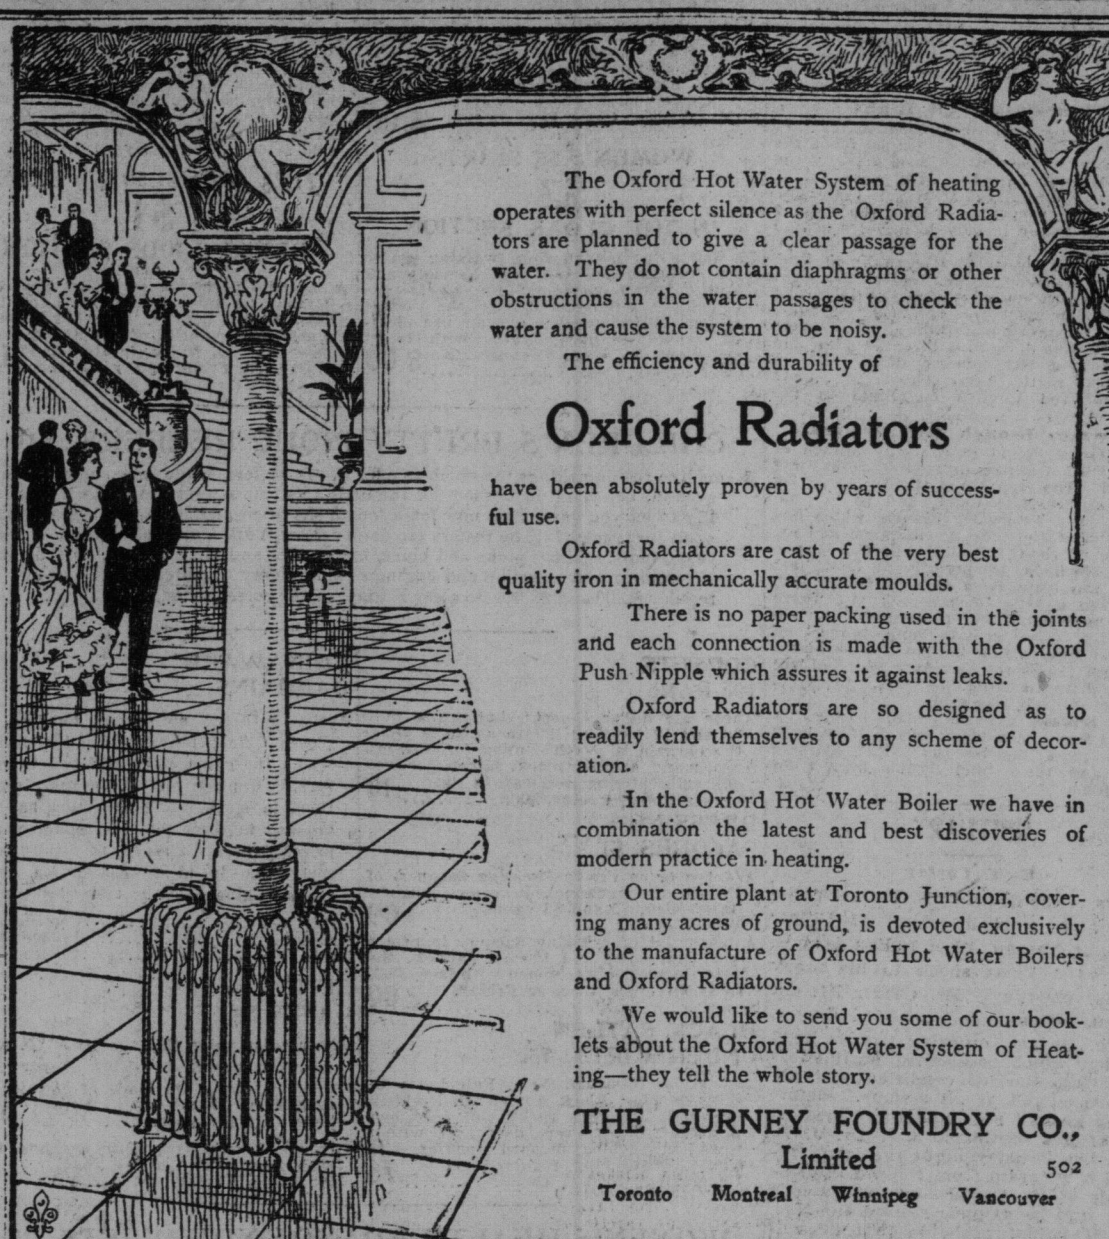 The Oxford Hot Water System of heating
operates with perfect silence as the Oxford Radia-
tors are planned to give a clear passage for the
water. They do not contain diaphragms or other
obstructions in the water passages to check the
water and cause the system to be noisy.
The efficiency and durability of
Oxford Radiators
have been absolutely proven by years of success-
ful use.
Oxford Radiators are cast of the very best
quality iron in mechanically accurate moulds.
There is no paper packing used in the joints
and each connection is made with the Oxford
Push Nipple which assures it against leaks.
Oxford Radiators are so designed as to
readily lend themselves to any scheme of decor-
ation.
In the Oxford Hot Water Boiler we have in
combination the latest and best discoveries of
modern practice in heating.
Our entire plant at Toronto Junction, cover-
ing many acres of ground, is devoted exclusively
to the manufacture of Oxford Hot Water Boilers
and Oxford Radiators.
We would like to send you some of our book-
lets about the Oxford Hot Water System of Heat-
ing—they tell the whole story.
THE GURNEY FOUNDRY CO.,
Limited
502
Toronto Montreal Winnipeg Vancouver